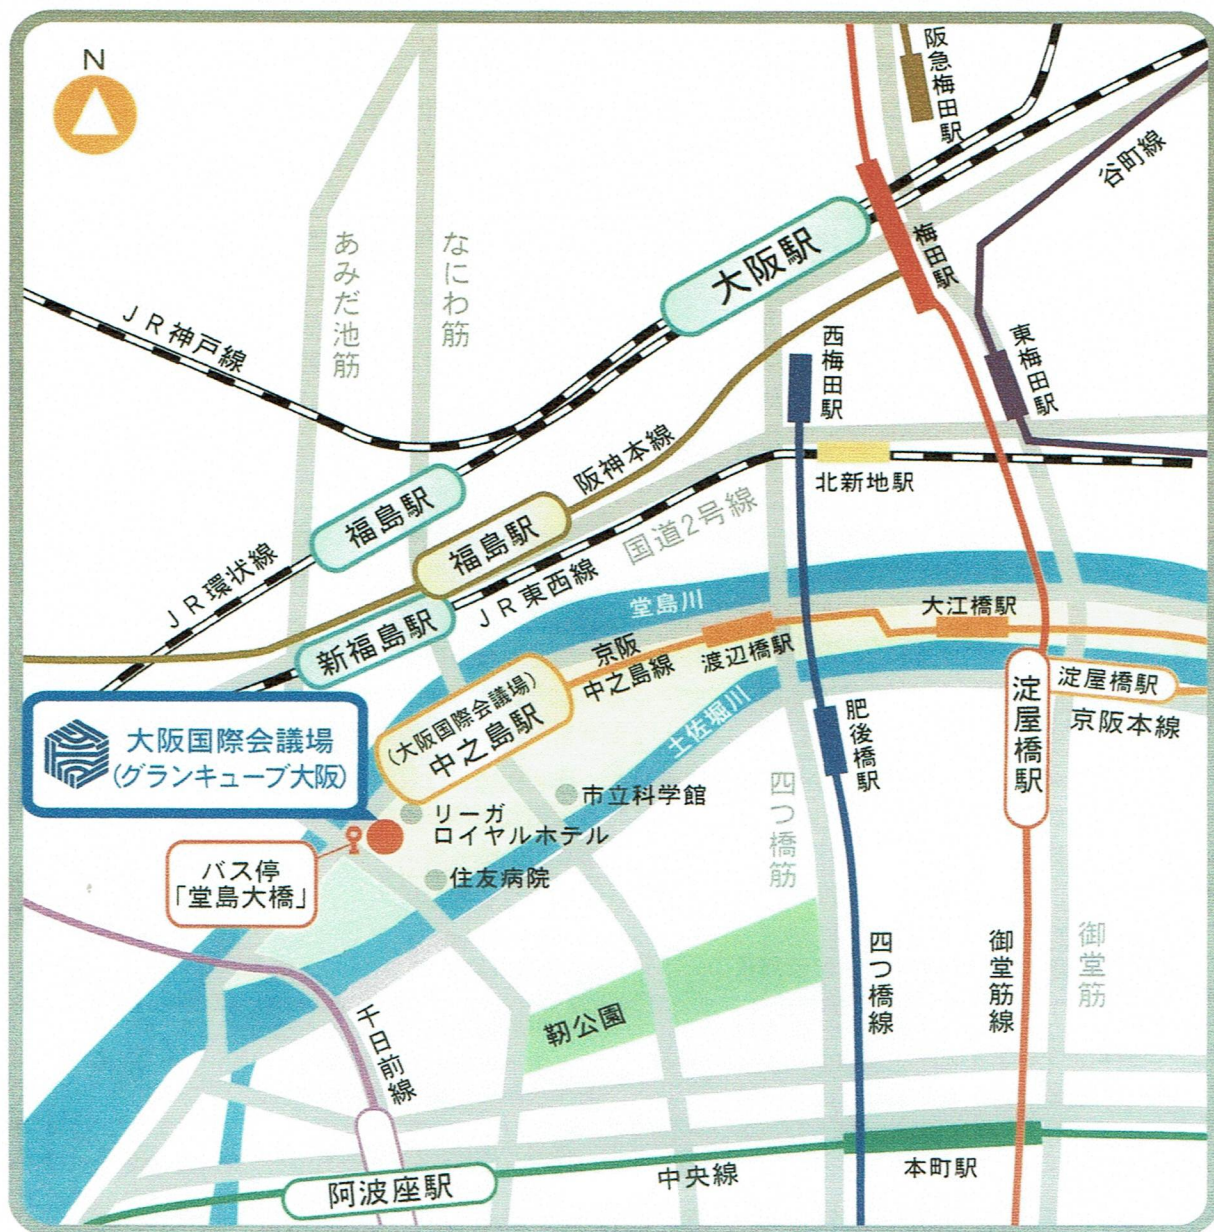 N
阪急梅田駅
谷町線
あみだ池筋
なにわ筋
大阪駅
梅田駅
JR神戸線
西梅田駅
東梅田駅
阪神本線
北新地駅
福島駅
福島駅
国道2号線
JR環状線
JR東西線
新福島駅
堂島川
大江橋駅
京阪
中之島線
渡辺橋駅
淀屋橋駅
淀屋橋駅
京阪本線
(大阪国際会議場)
中之島駅
土佐堀川
肥後橋駅
大阪国際会議場
(グランキューブ大阪)
市立科学館
リーガ
ロイヤルホテル
四つ橋筋
バス停
「堂島大橋」
住友病院
四つ橋線
御堂筋線
御堂筋
靭公園
千日前線
阿波座駅
中央線
本町駅